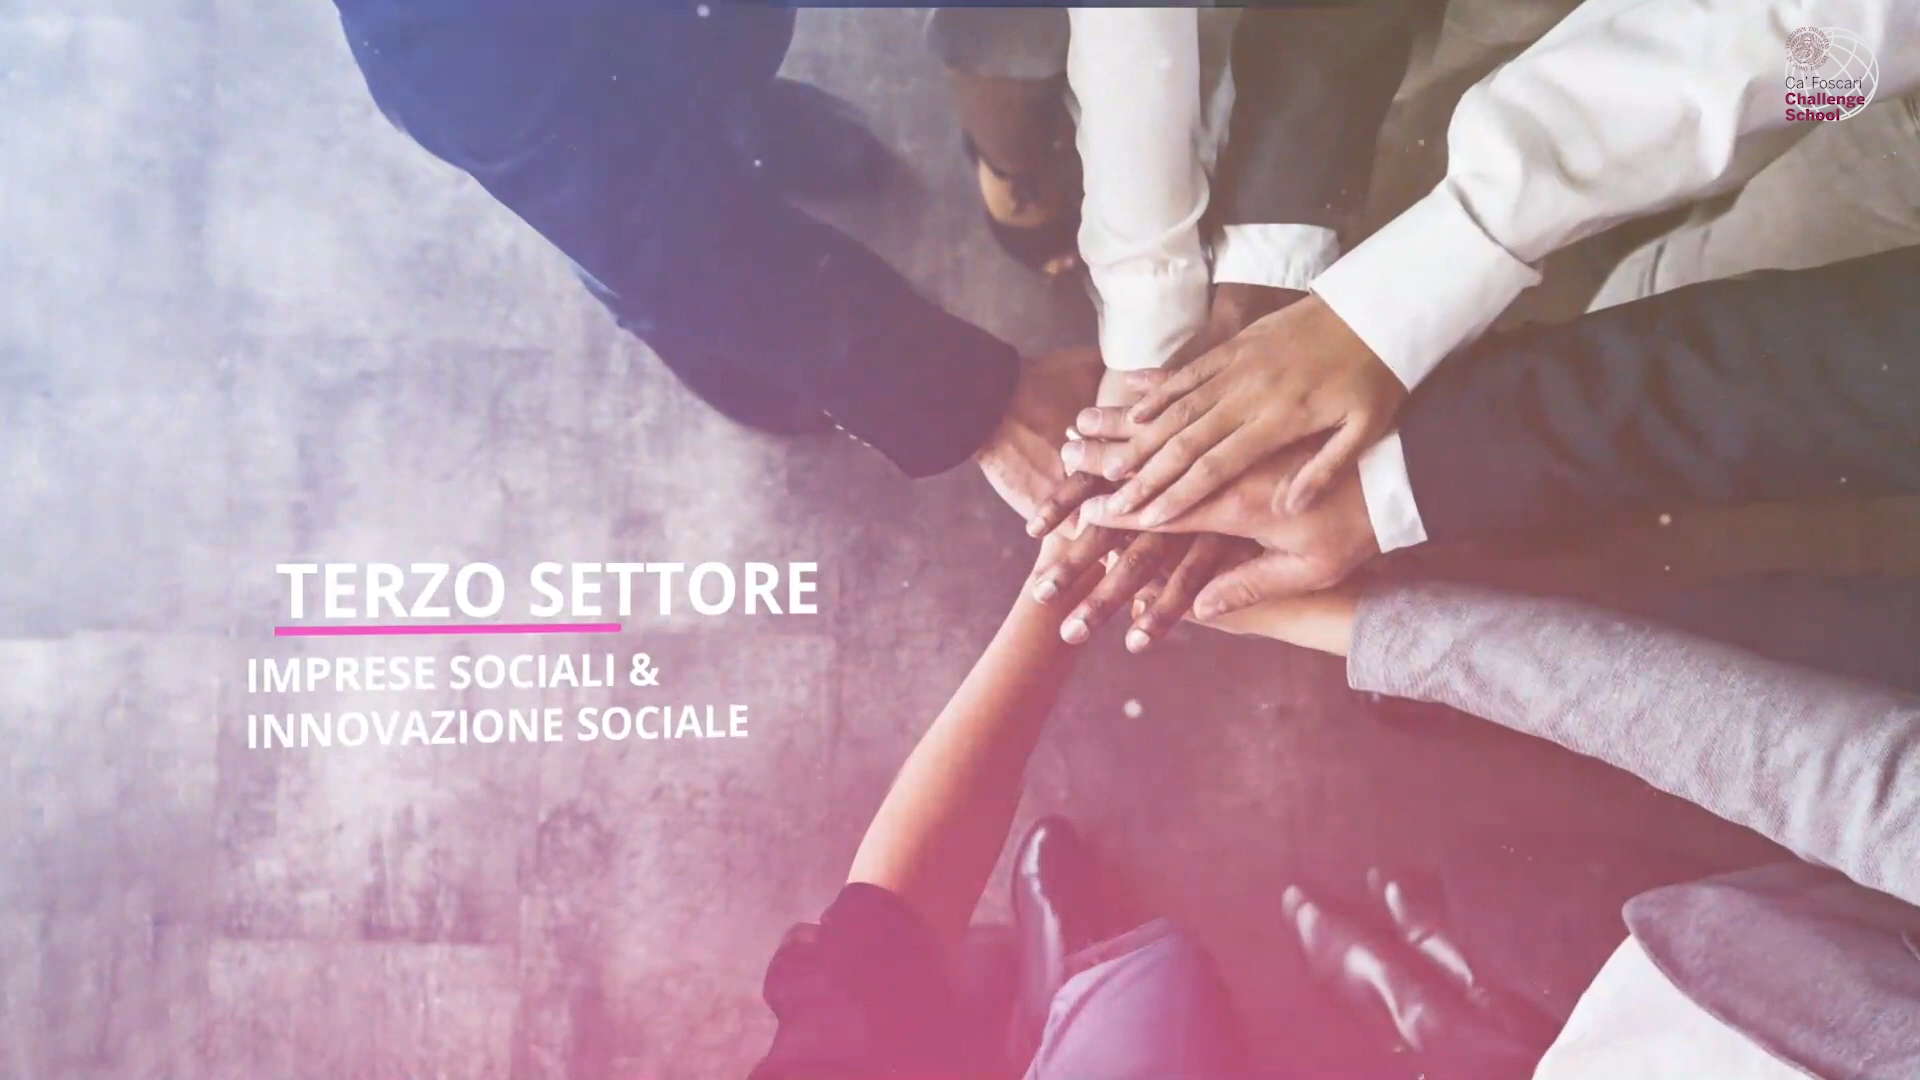 Ca' Foscari
Challenge
School
TERZO SETTORE
IMPRESE SOCIALI &
INNOVAZIONE SOCIALE